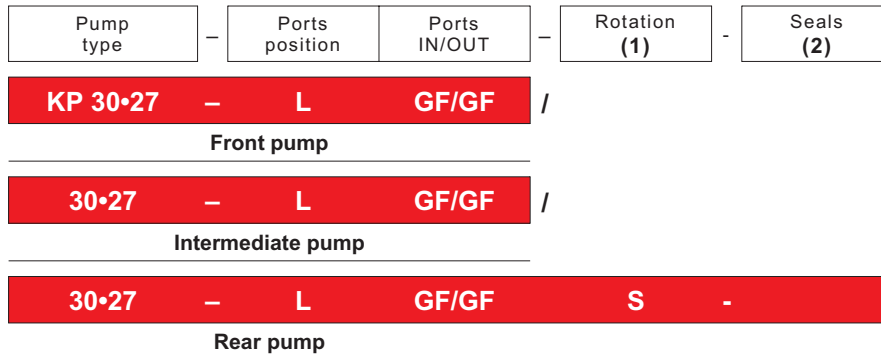 Pump type – Ports position Ports IN/OUT – Rotation (1) - Seals (2)
KP 30•27 – L GF/GF /
Front pump
30•27 – L GF/GF /
Intermediate pump
30•27 – L GF/GF S -
Rear pump